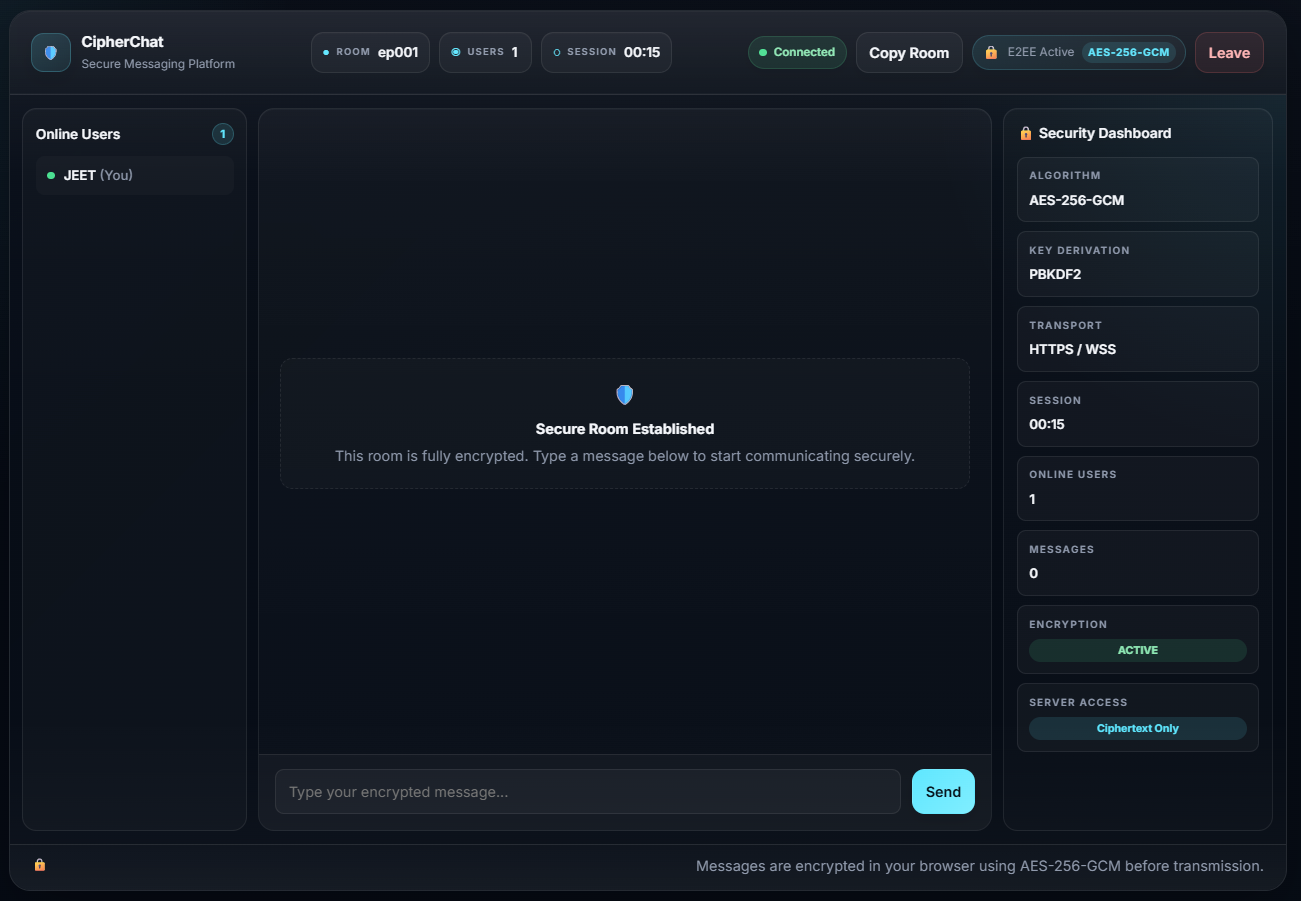 CipherChat
Secure Messaging Platform
ROOM ep001
USERS 1
SESSION 00:15
Connected
Copy Room
E2EE Active AES-256-GCM
Leave
Online Users 1
JEET (You)
Secure Room Established
This room is fully encrypted. Type a message below to start communicating securely.
Type your encrypted message...
Send
Security Dashboard
ALGORITHM
AES-256-GCM
KEY DERIVATION
PBKDF2
TRANSPORT
HTTPS / WSS
SESSION
00:15
ONLINE USERS
1
MESSAGES
0
ENCRYPTION
ACTIVE
SERVER ACCESS
Ciphertext Only
Messages are encrypted in your browser using AES-256-GCM before transmission.